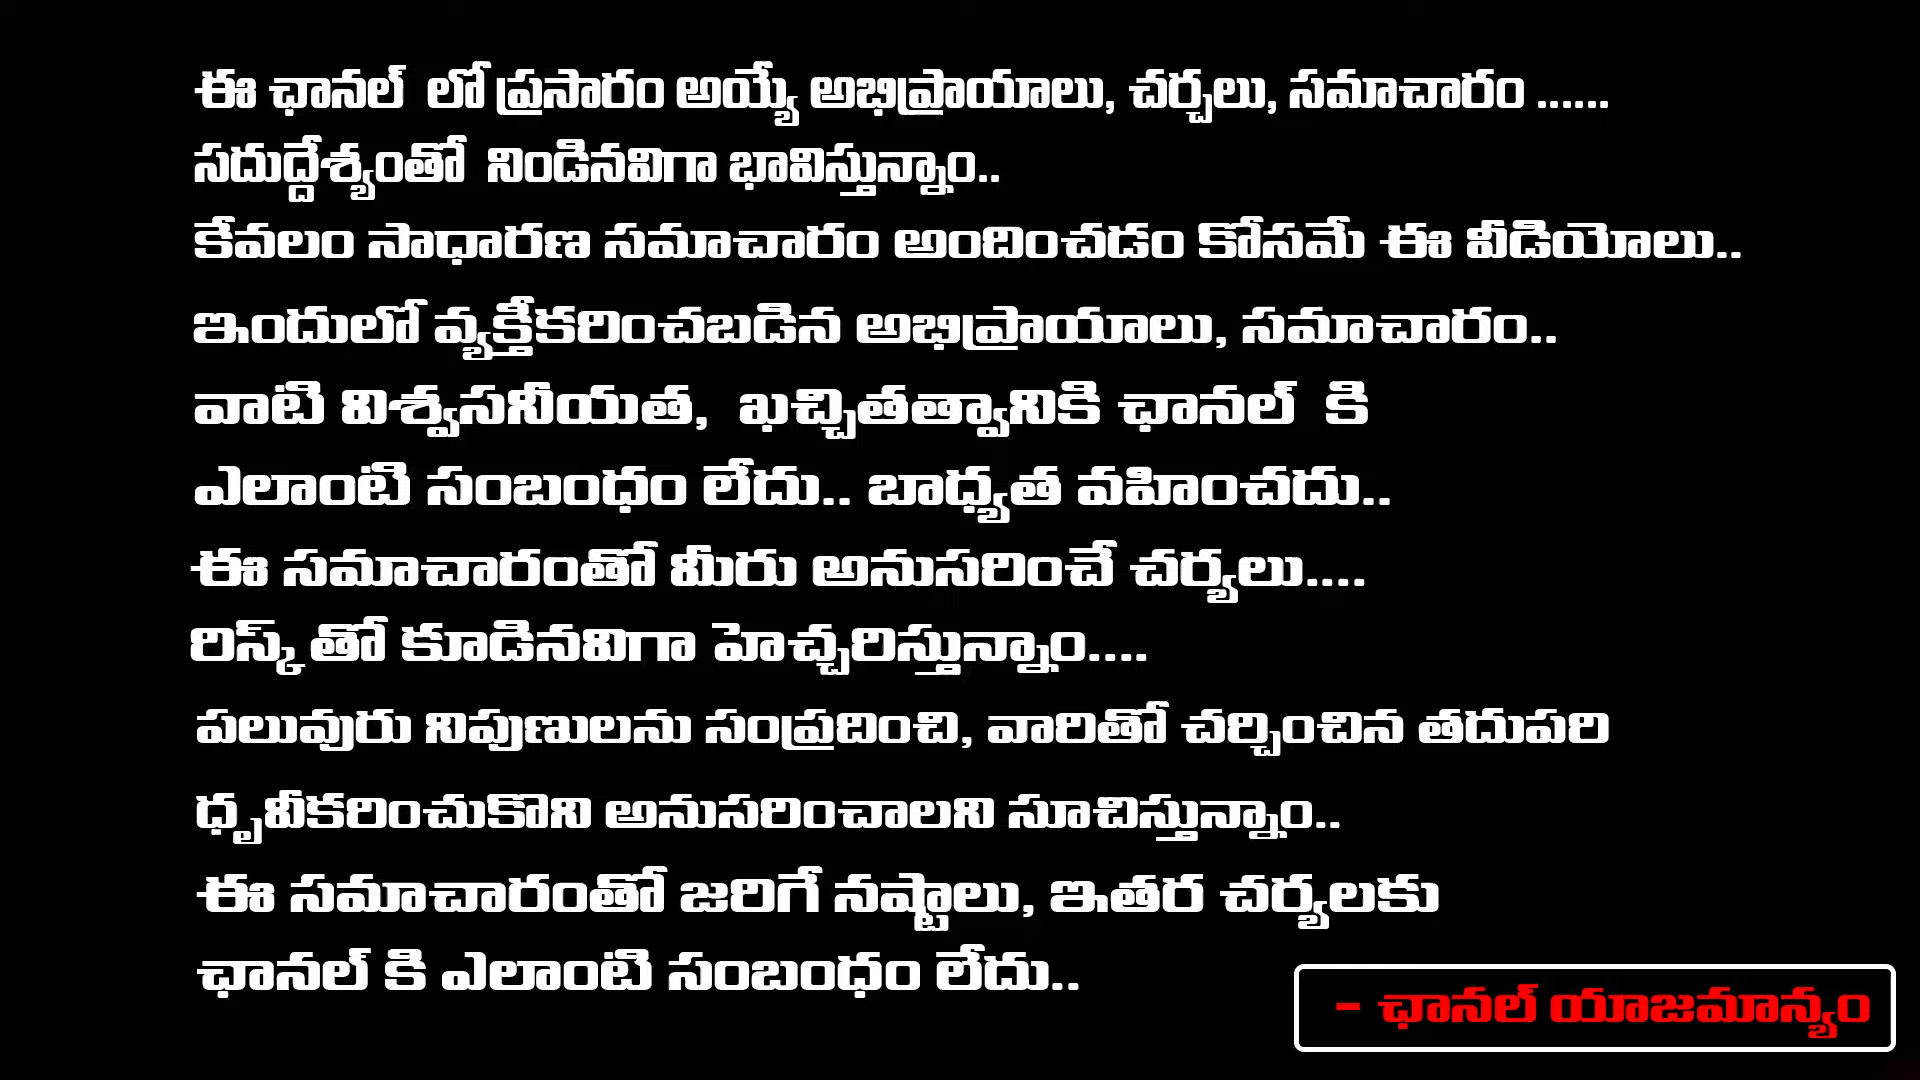 ఈ ఛానల్ లో ప్రసారం అయ్యే అభిప్రాయాలు, చర్చలు, సమాచారం ......
సదుద్దేశ్యంతో నిండినవిగా భావిస్తున్నాం..
కేవలం సాధారణ సమాచారం అందించడం కోసమే ఈ వీడియోలు..
ఇందులో వ్యక్తీకరించబడిన అభిప్రాయాలు, సమాచారం..
వాటి విశ్వసనీయత, ఖచ్చితత్వానికి ఛానల్ కి
ఎలాంటి సంబంధం లేదు.. బాధ్యత వహించదు..
ఈ సమాచారంతో మీరు అనుసరించే చర్యలు....
రిస్క్ తో కూడినవిగా హెచ్చరిస్తున్నాం....
పలువురు నిపుణులను సంప్రదించి, వారితో చర్చించిన తదుపరి
ధృవీకరించుకొని అనుసరించాలని సూచిస్తున్నాం..
ఈ సమాచారంతో జరిగే నష్టాలు, ఇతర చర్యలకు
ఛానల్ కి ఎలాంటి సంబంధం లేదు..
- ఛానల్ యాజమాన్యం